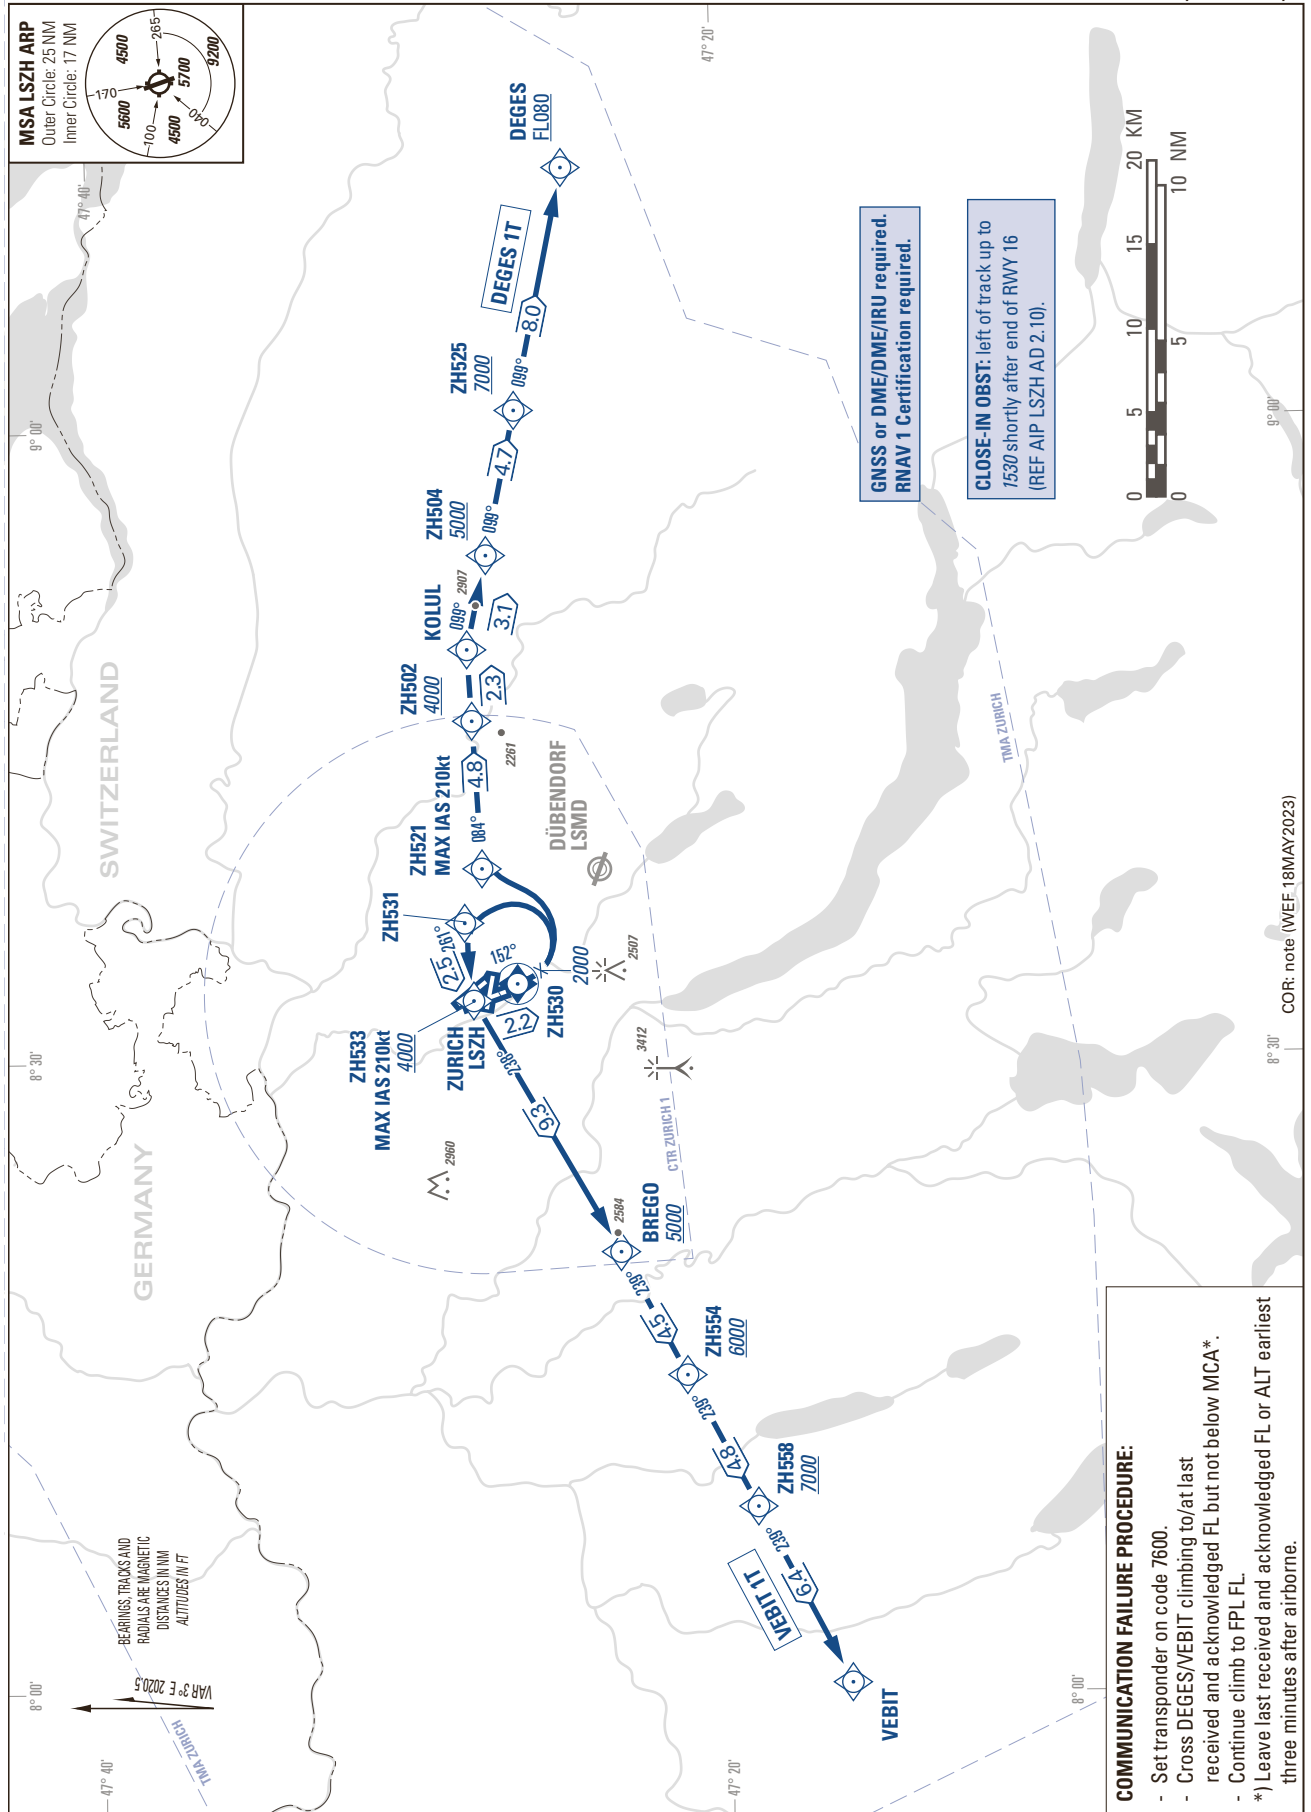 MSA LSZH ARP
Outer Circle: 25 NM
Inner Circle: 17 NM
170
265
100
040
4500
5600
5700
9200
4500
47° 40'
47° 20'
9° 00'
8° 30'
8° 00'
47° 40'
47° 20'
9° 00'
8° 30'
8° 00'
SWITZERLAND
GERMANY
BEARINGS, TRACKS AND
RADIALS ARE MAGNETIC
DISTANCES IN NM
ALTITUDES IN FT
VAR 3° E 2020.5
TMA ZURICH
DEGES
FL080
DEGES 1T
8.0
099°
ZH525
7000
4.7
099°
ZH504
5000
2907
099°
3.1
KOLUL
2.3
ZH502
4000
2261
4.8
084°
ZH521
MAX IAS 210kt
DÜBENDORF
LSMD
ZH531
2.5
261°
152°
2000
2507
ZH530
2.2
ZH533
MAX IAS 210kt
4000
ZURICH
LSZH
238°
9.3
3412
2960
CTR ZURICH 1
2584
BREGO
5000
239°
4.5
ZH554
6000
239°
4.8
ZH558
7000
239°
6.4
VEBIT 1T
VEBIT
TMA ZURICH
GNSS or DME/DME/IRU required.
RNAV 1 Certification required.
CLOSE-IN OBST: left of track up to
1530 shortly after end of RWY 16
(REF AIP LSZH AD 2.10).
0 5 10 15 20 KM
0 5 10 NM
COR: note (WEF 18MAY2023)
COMMUNICATION FAILURE PROCEDURE:
- Set transponder on code 7600.
- Cross DEGES/VEBIT climbing to/at last
received and acknowledged FL but not below MCA*.
- Continue climb to FPL FL.
*) Leave last received and acknowledged FL or ALT earliest
three minutes after airborne.